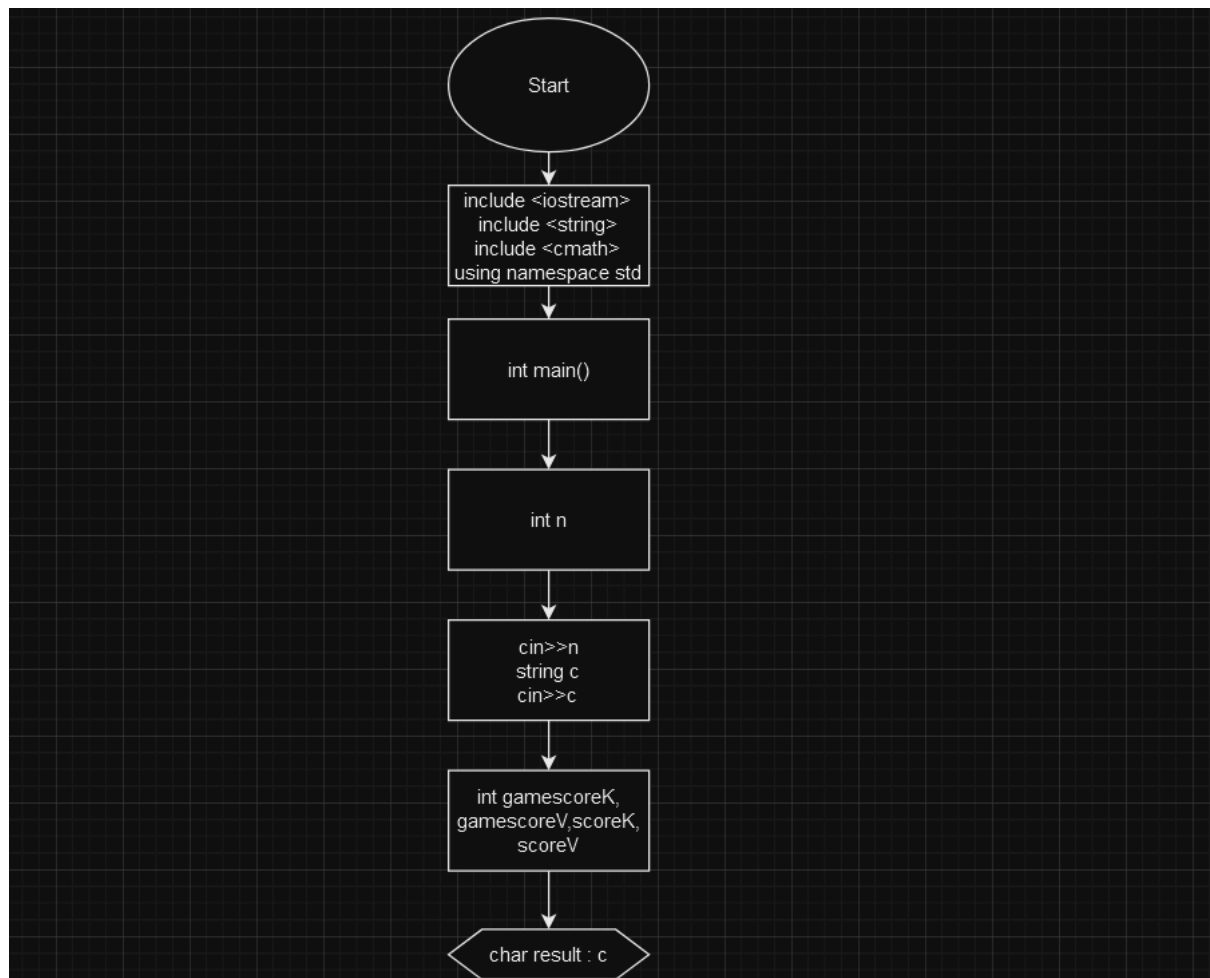 Start
include <iostream>
include <string>
include <cmath>
using namespace std
int main()
int n
cin>>n
string c
cin>>c
int gamescoreK,
gamescoreV,scoreK,
scoreV
char result : c